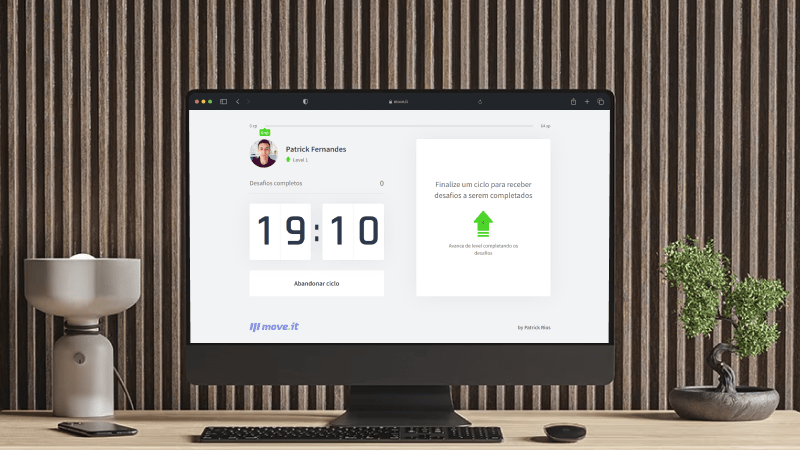 0 xp
64 xp
Patrick Fernandes
Level 1
Desafios completos
0
19:10
Abandonar ciclo
Finalize um ciclo para receber
desafios a serem completados
Avance de level completando os
desafios
move.it
by Patrick Rios